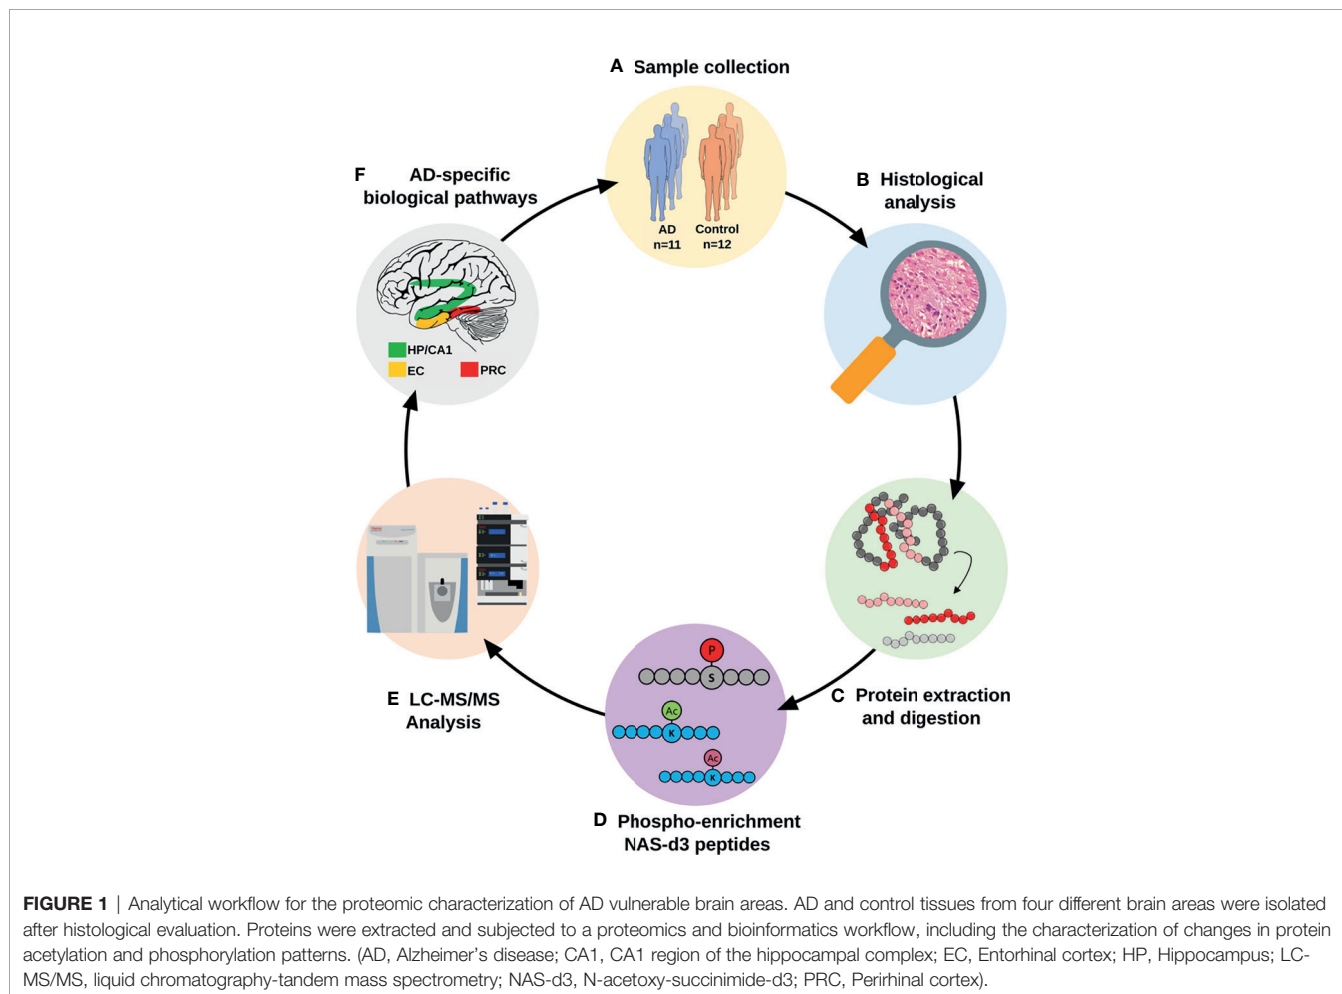 A Sample collection
AD
n=11
Control
n=12
B Histological
analysis
C Protein extraction
and digestion
P
S
Ac
K
Ac
K
D Phospho-enrichment
NAS-d3 peptides
E LC-MS/MS
Analysis
F AD-specific
biological pathways
HP/CA1
EC
PRC
FIGURE 1 | Analytical workflow for the proteomic characterization of AD vulnerable brain areas. AD and control tissues from four different brain areas were isolated
after histological evaluation. Proteins were extracted and subjected to a proteomics and bioinformatics workflow, including the characterization of changes in protein
acetylation and phosphorylation patterns. (AD, Alzheimer's disease; CA1, CA1 region of the hippocampal complex; EC, Entorhinal cortex; HP, Hippocampus; LC-
MS/MS, liquid chromatography-tandem mass spectrometry; NAS-d3, N-acetoxy-succinimide-d3; PRC, Perirhinal cortex).